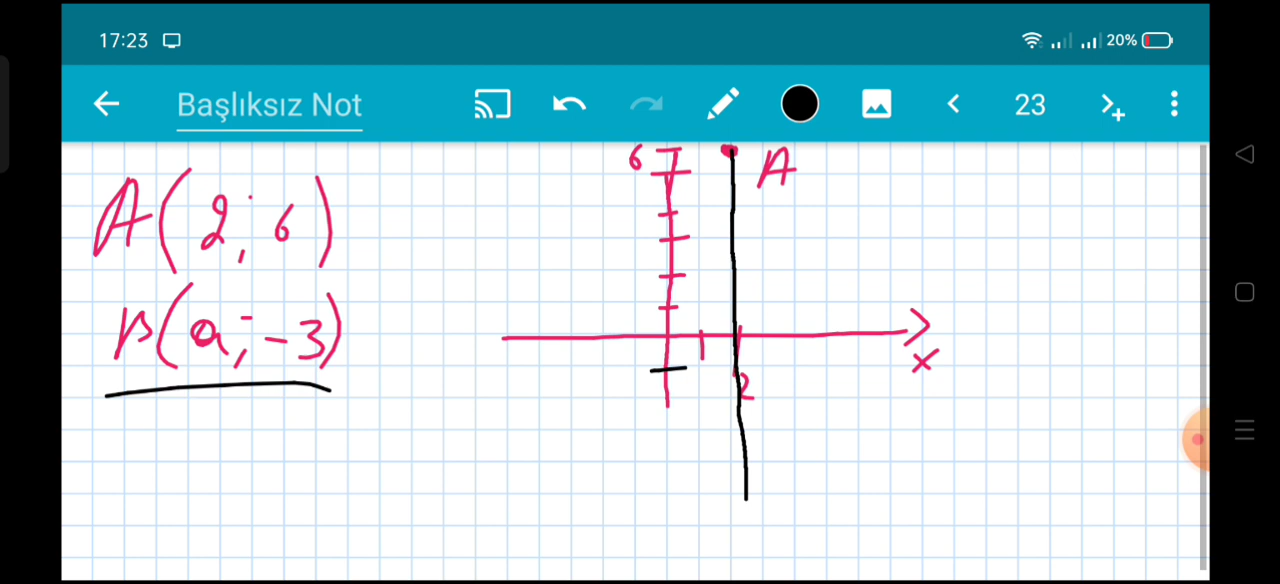 17:23 20%
Başlıksız Not 23
A(2; 6)
B(a; -3)
6 A
1
2
x